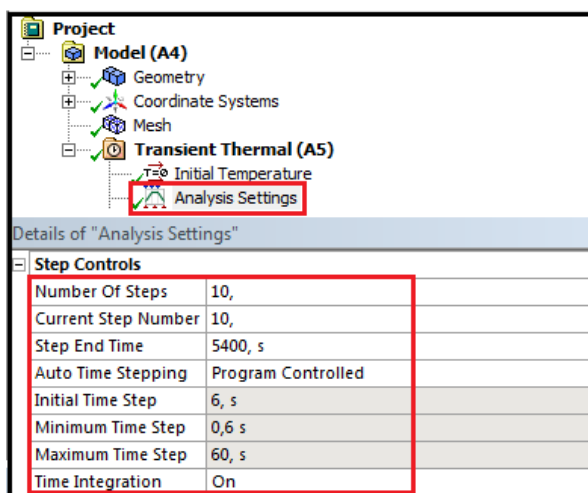 Project
Model (A4)
Geometry
Coordinate Systems
Mesh
Transient Thermal (A5)
T=0 Initial Temperature
Analysis Settings
Details of "Analysis Settings"
Step Controls
Number Of Steps 10,
Current Step Number 10,
Step End Time 5400, s
Auto Time Stepping Program Controlled
Initial Time Step 6, s
Minimum Time Step 0,6 s
Maximum Time Step 60, s
Time Integration On